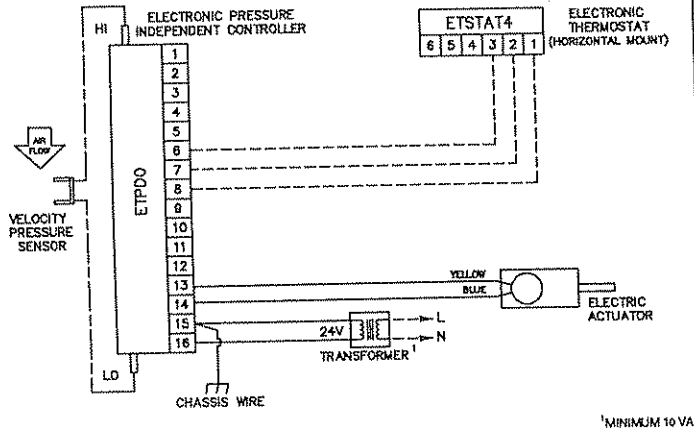 HI
ELECTRONIC PRESSURE
INDEPENDENT CONTROLLER
ETSTAT4
6 5 4 3 2 1
ELECTRONIC
THERMOSTAT
(HORIZONTAL MOUNT)
1
2
3
4
5
6
7
8
9
10
11
12
13
14
15
16
AIR
FLOW
ETPDO
VELOCITY
PRESSURE
SENSOR
YELLOW
BLUE
ELECTRIC
ACTUATOR
24V
L
N
TRANSFORMER¹
LO
CHASSIS WIRE
¹MINIMUM 10 VA